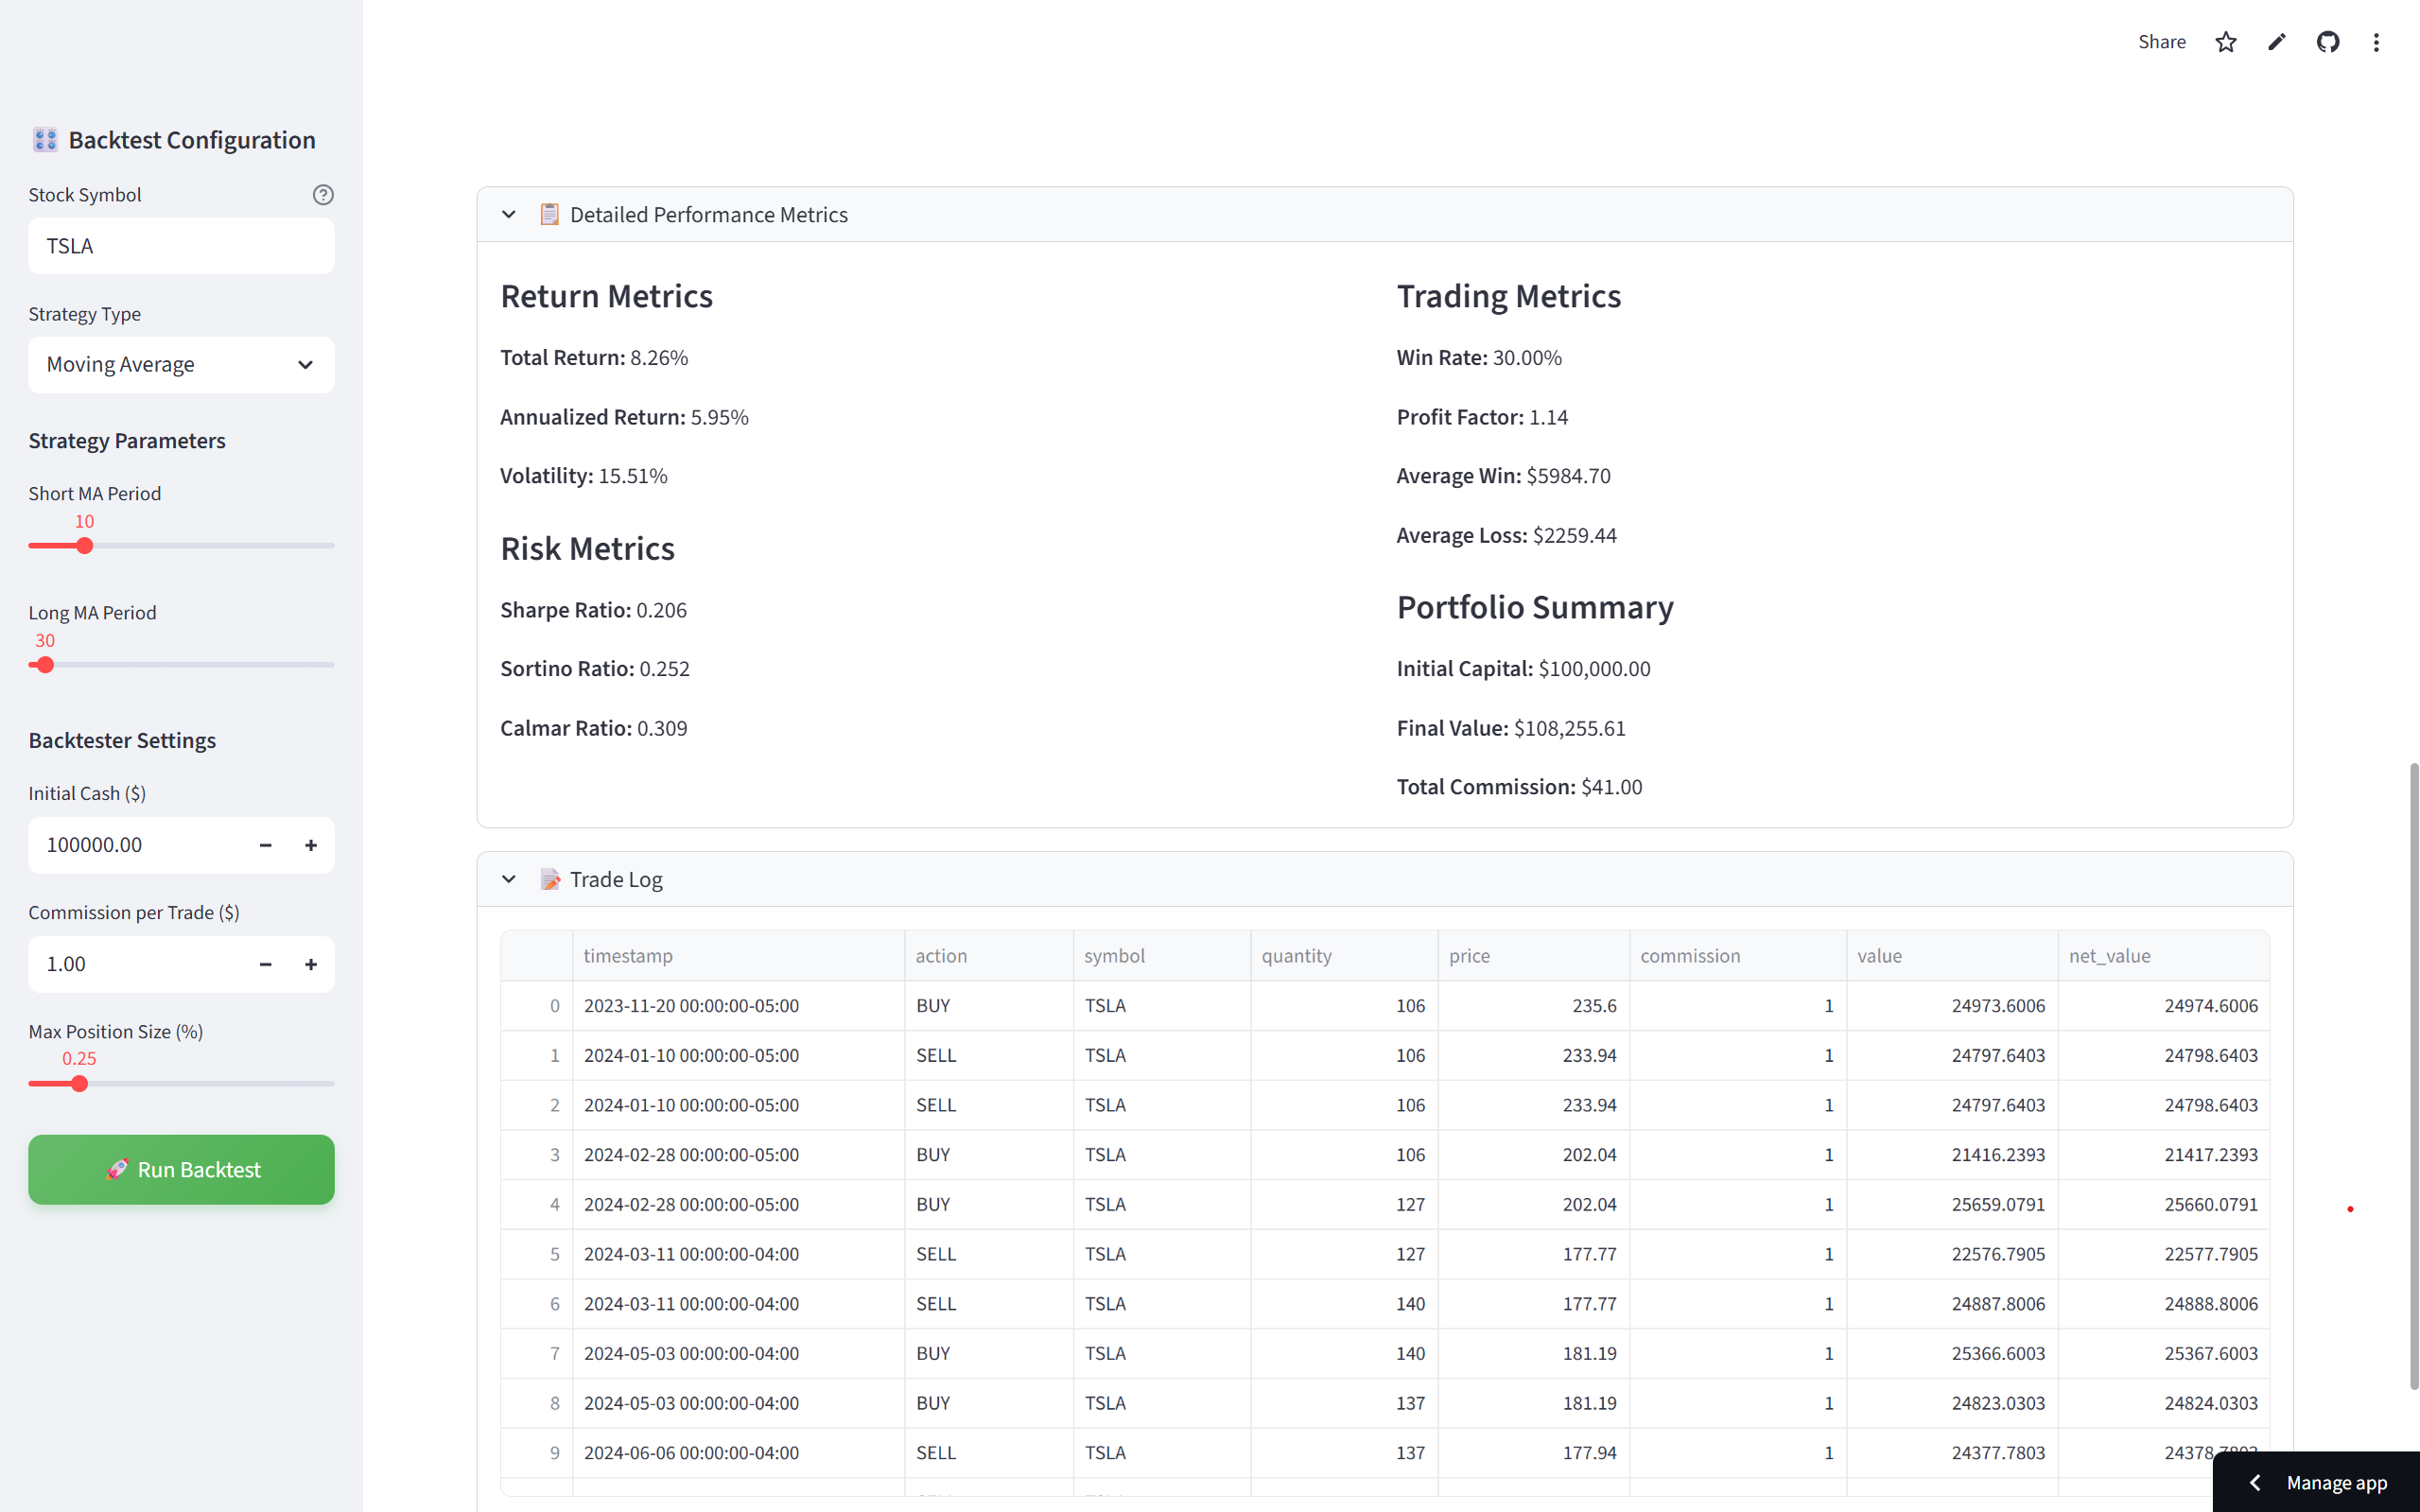 Share
Backtest Configuration
Stock Symbol
TSLA
Strategy Type
Moving Average
Strategy Parameters
Short MA Period
10
Long MA Period
30
Backtester Settings
Initial Cash ($)
100000.00
Commission per Trade ($)
1.00
Max Position Size (%)
0.25
Run Backtest
Detailed Performance Metrics
Return Metrics
Total Return: 8.26%
Annualized Return: 5.95%
Volatility: 15.51%
Risk Metrics
Sharpe Ratio: 0.206
Sortino Ratio: 0.252
Calmar Ratio: 0.309
Trading Metrics
Win Rate: 30.00%
Profit Factor: 1.14
Average Win: $5984.70
Average Loss: $2259.44
Portfolio Summary
Initial Capital: $100,000.00
Final Value: $108,255.61
Total Commission: $41.00
Trade Log
timestamp action symbol quantity price commission value net_value
0 2023-11-20 00:00:00-05:00 BUY TSLA 106 235.6 1 24973.6006 24974.6006
1 2024-01-10 00:00:00-05:00 SELL TSLA 106 233.94 1 24797.6403 24798.6403
2 2024-01-10 00:00:00-05:00 SELL TSLA 106 233.94 1 24797.6403 24798.6403
3 2024-02-28 00:00:00-05:00 BUY TSLA 106 202.04 1 21416.2393 21417.2393
4 2024-02-28 00:00:00-05:00 BUY TSLA 127 202.04 1 25659.0791 25660.0791
5 2024-03-11 00:00:00-04:00 SELL TSLA 127 177.77 1 22576.7905 22577.7905
6 2024-03-11 00:00:00-04:00 SELL TSLA 140 177.77 1 24887.8006 24888.8006
7 2024-05-03 00:00:00-04:00 BUY TSLA 140 181.19 1 25366.6003 25367.6003
8 2024-05-03 00:00:00-04:00 BUY TSLA 137 181.19 1 24823.0303 24824.0303
9 2024-06-06 00:00:00-04:00 SELL TSLA 137 177.94 1 24377.7803
Manage app